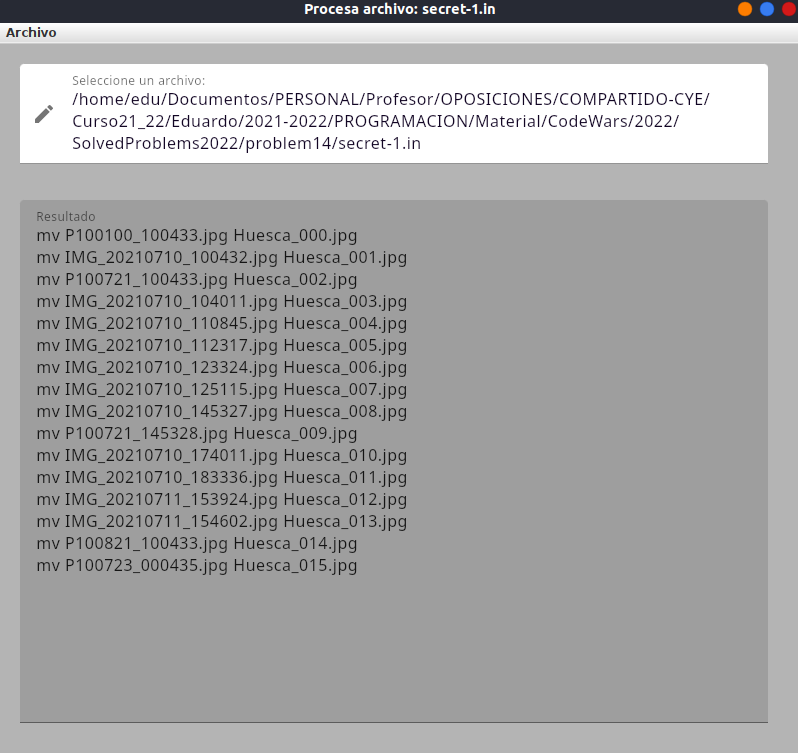 Procesa archivo: secret-1.in
Archivo
Seleccione un archivo:
/home/edu/Documentos/PERSONAL/Profesor/OPOSICIONES/COMPARTIDO-CYE/
Curso21_22/Eduardo/2021-2022/PROGRAMACION/Material/CodeWars/2022/
SolvedProblems2022/problem14/secret-1.in
Resultado
mv P100100_100433.jpg Huesca_000.jpg
mv IMG_20210710_100432.jpg Huesca_001.jpg
mv P100721_100433.jpg Huesca_002.jpg
mv IMG_20210710_104011.jpg Huesca_003.jpg
mv IMG_20210710_110845.jpg Huesca_004.jpg
mv IMG_20210710_112317.jpg Huesca_005.jpg
mv IMG_20210710_123324.jpg Huesca_006.jpg
mv IMG_20210710_125115.jpg Huesca_007.jpg
mv IMG_20210710_145327.jpg Huesca_008.jpg
mv P100721_145328.jpg Huesca_009.jpg
mv IMG_20210710_174011.jpg Huesca_010.jpg
mv IMG_20210710_183336.jpg Huesca_011.jpg
mv IMG_20210711_153924.jpg Huesca_012.jpg
mv IMG_20210711_154602.jpg Huesca_013.jpg
mv P100821_100433.jpg Huesca_014.jpg
mv P100723_000435.jpg Huesca_015.jpg